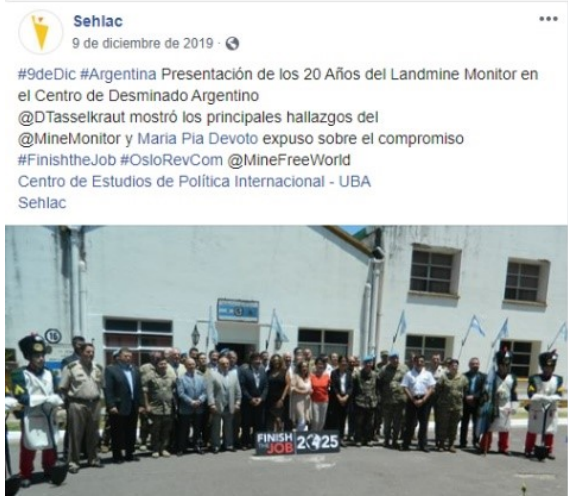 Sehlac
9 de diciembre de 2019 ·
#9deDic #Argentina Presentación de los 20 Años del Landmine Monitor en
el Centro de Desminado Argentino
@DTasselkraut mostró los principales hallazgos del
@MineMonitor y Maria Pia Devoto expuso sobre el compromiso
#FinishtheJob #OsloRevCom @MineFreeWorld
Centro de Estudios de Política Internacional - UBA
Sehlac
16
FINISH
THE JOB
2025